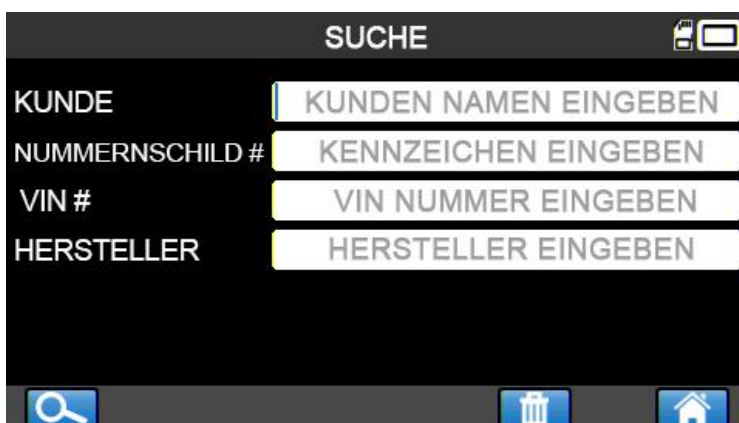 SUCHE
KUNDE KUNDEN NAMEN EINGEBEN
NUMMERNSCHILD # KENNZEICHEN EINGEBEN
VIN # VIN NUMMER EINGEBEN
HERSTELLER HERSTELLER EINGEBEN